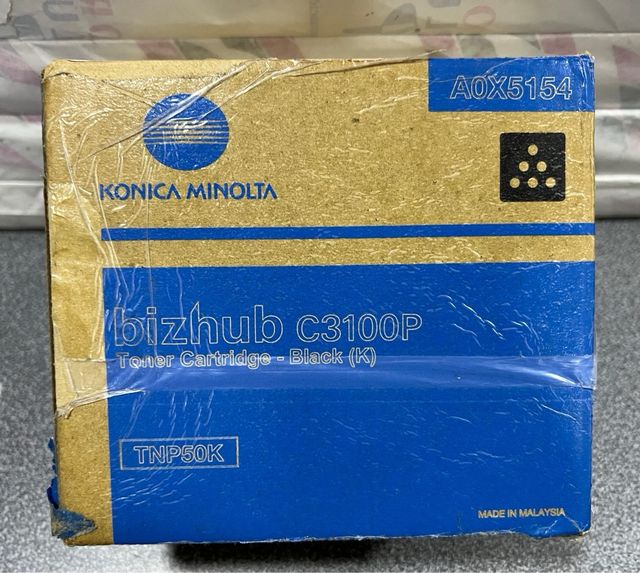 A0X5154
KONICA MINOLTA
bizhub C3100P
Toner Cartridge - Black (K)
TNP50K
MADE IN MALAYSIA